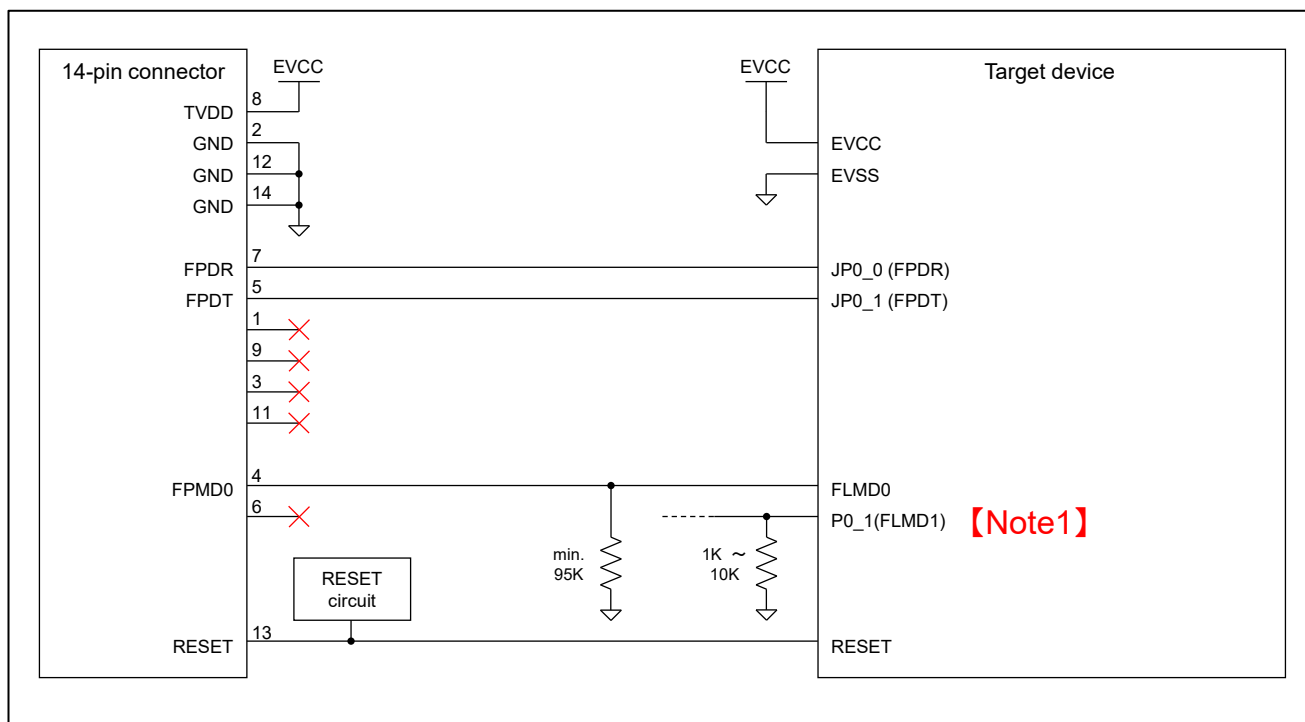 14-pin connector
EVCC
EVCC
Target device
TVDD
8
GND
2
GND
12
GND
14
EVCC
EVSS
FPDR
7
JP0_0 (FPDR)
FPDT
5
JP0_1 (FPDT)
1
9
3
11
FPMD0
4
FLMD0
6
P0_1(FLMD1)
【Note1】
min.
95K
1K ～
10K
RESET
circuit
RESET
13
RESET